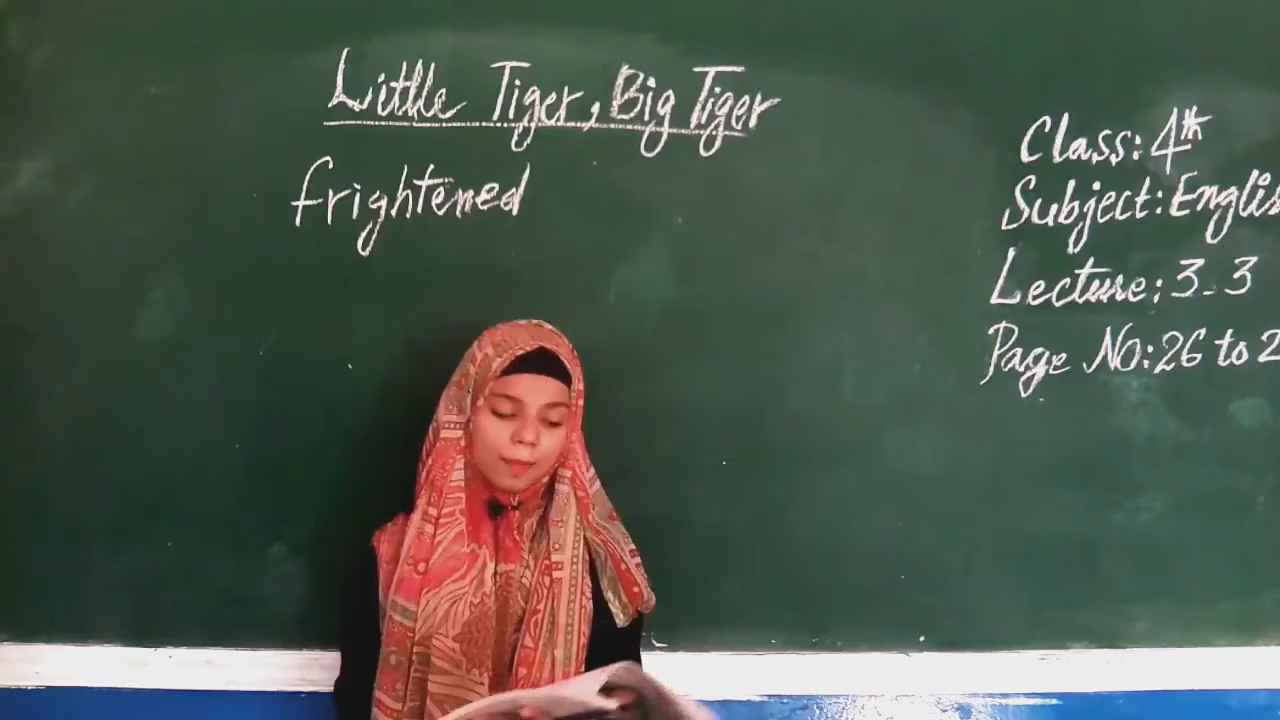 Little Tiger, Big Tiger
frightened
Class: 4th
Subject: Englis
Lecture: 3-3
Page No: 26 to 2